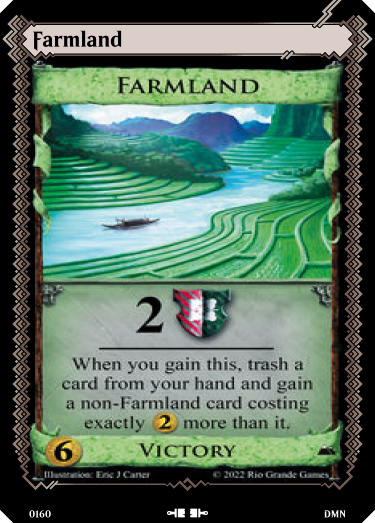 Farmland
FARMLAND
2
When you gain this, trash a
card from your hand and gain
a non-Farmland card costing
exactly 2 more than it.
6 VICTORY
Illustration: Eric J Carter © 2022 Rio Grande Games
0160 DMN